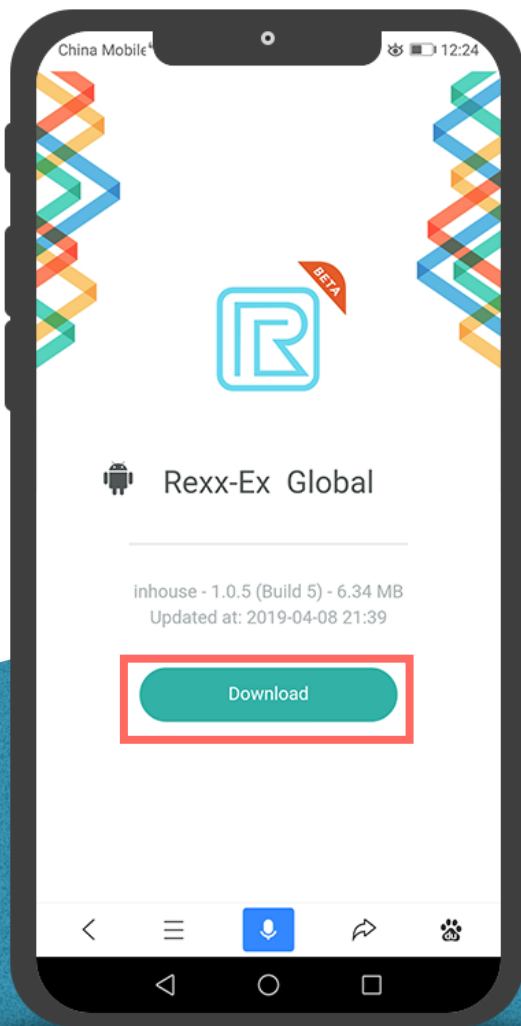 China Mobile
12:24
BETA
R
Rexx-Ex Global
inhouse - 1.0.5 (Build 5) - 6.34 MB
Updated at: 2019-04-08 21:39
Download
du